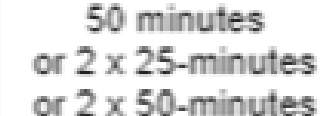 50 minutes
or 2 x 25-minutes
or 2 x 50-minutes